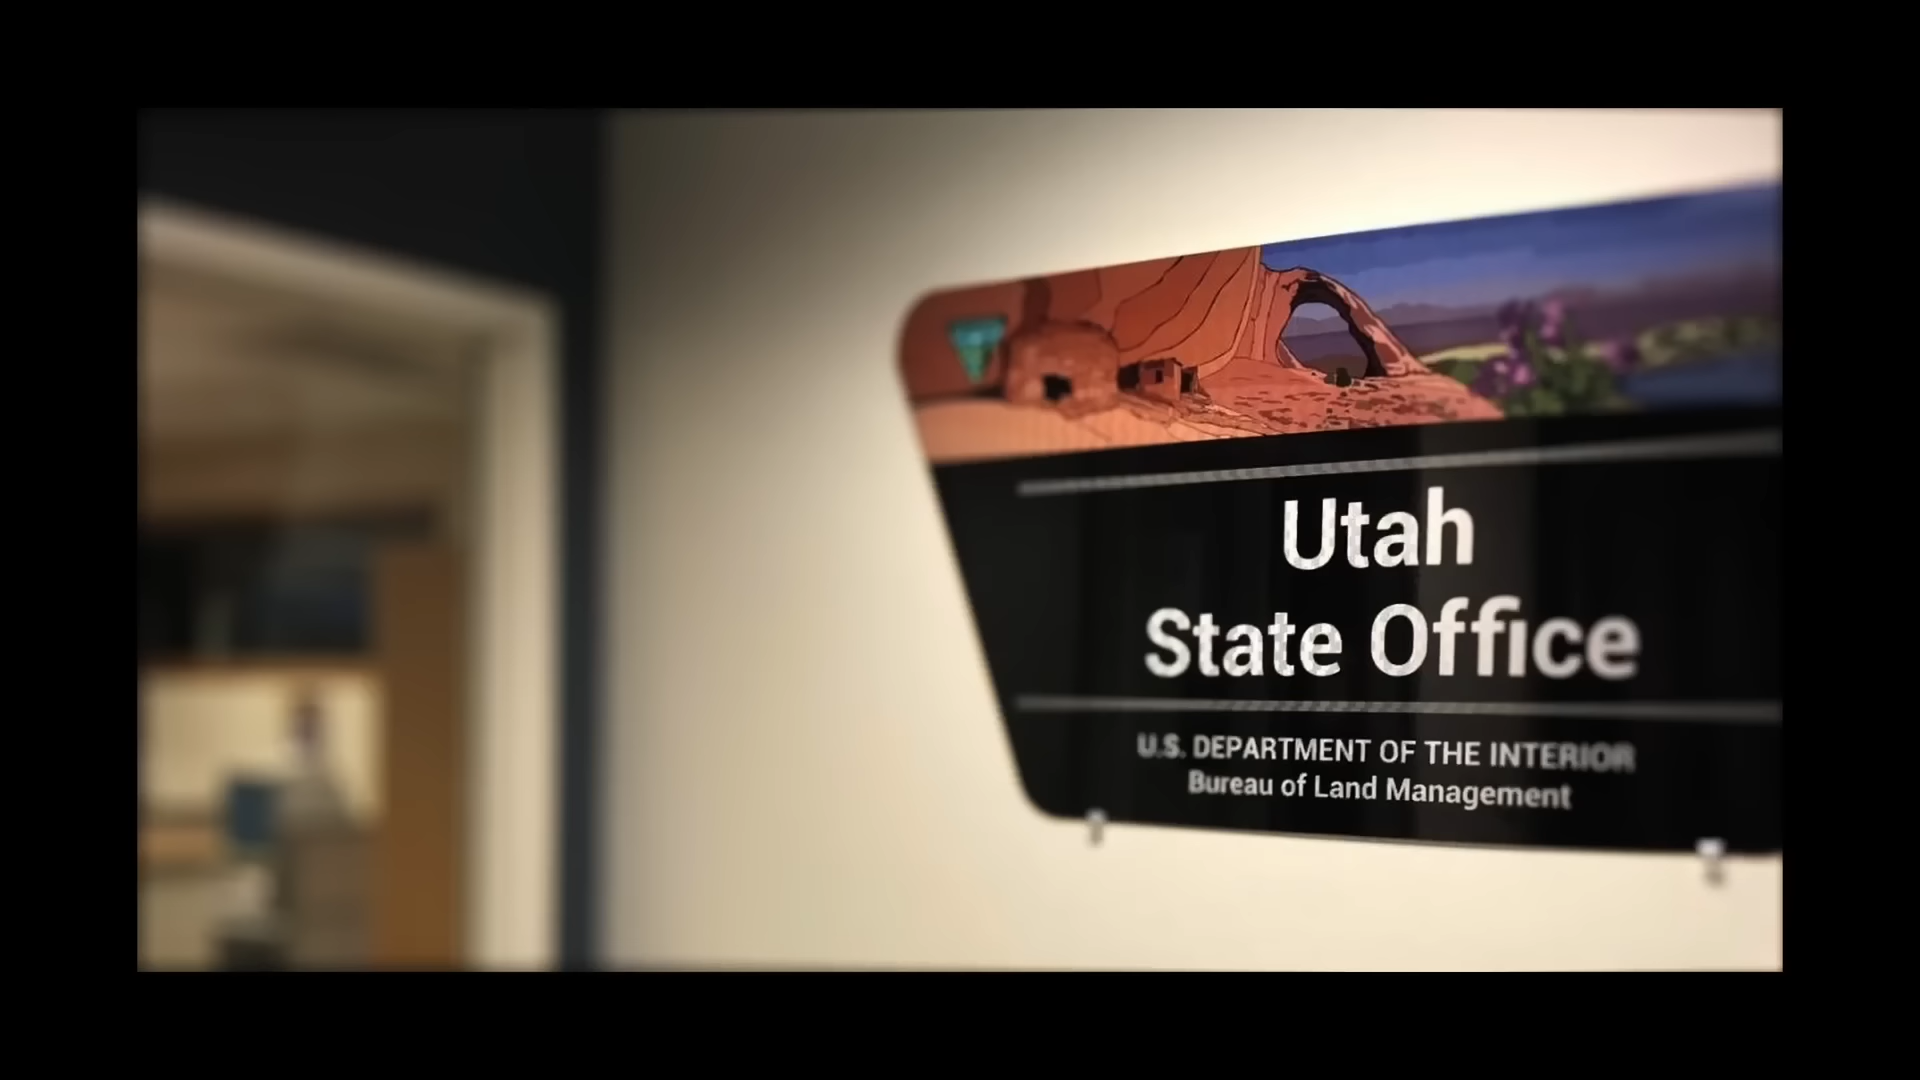 Utah
State Office
U.S. DEPARTMENT OF THE INTERIOR
Bureau of Land Management